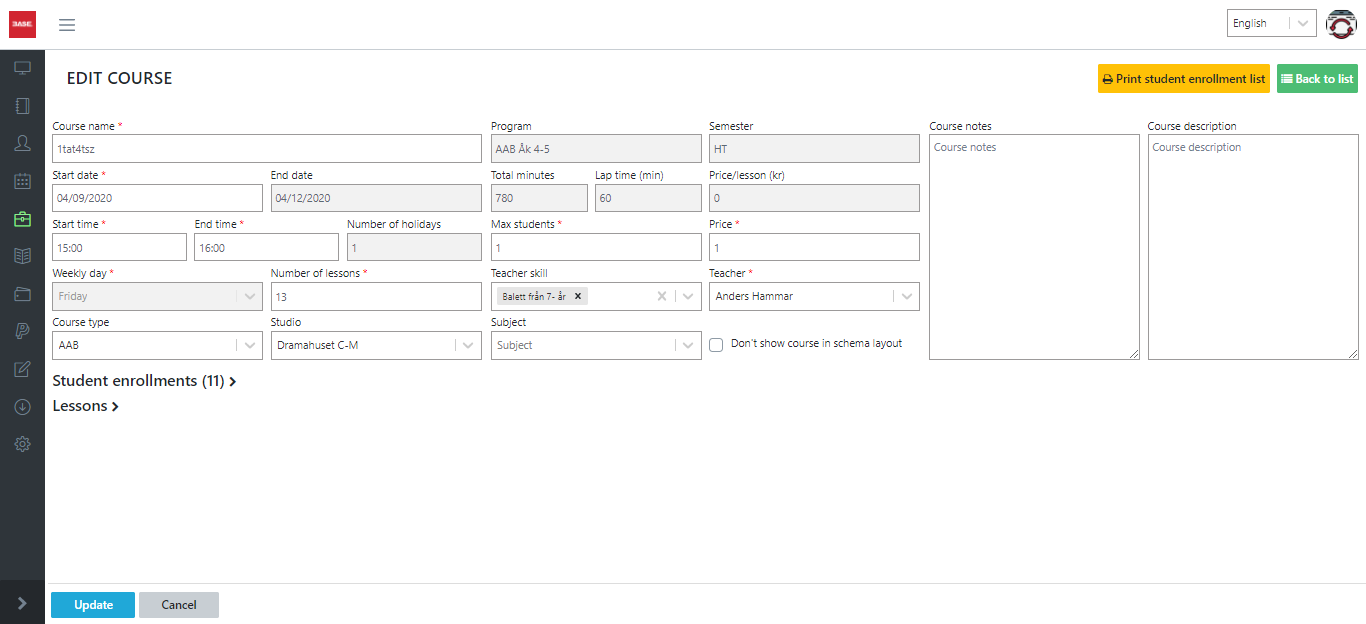 BASE
English
EDIT COURSE
Print student enrollment list
Back to list
Course name *
Program
Semester
Course notes
Course description
1tat4tsz
AAB Åk 4-5
HT
Course notes
Course description
Start date *
End date
Total minutes
Lap time (min)
Price/lesson (kr)
04/09/2020
04/12/2020
780
60
0
Start time *
End time *
Number of holidays
Max students *
Price *
15:00
16:00
1
1
1
Weekly day *
Number of lessons *
Teacher skill
Teacher *
Friday
13
Balett från 7- år
Anders Hammar
Course type
Studio
Subject
AAB
Dramahuset C-M
Subject
Don't show course in schema layout
Student enrollments (11)
Lessons
Update
Cancel